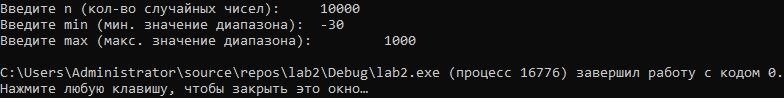 Введите n (кол-во случайных чисел):     10000
Введите min (мин. значение диапазона):  -30
Введите max (макс. значение диапазона):         1000
C:\Users\Administrator\source\repos\lab2\Debug\lab2.exe (процесс 16776) завершил работу с кодом 0.
Нажмите любую клавишу, чтобы закрыть это окно…